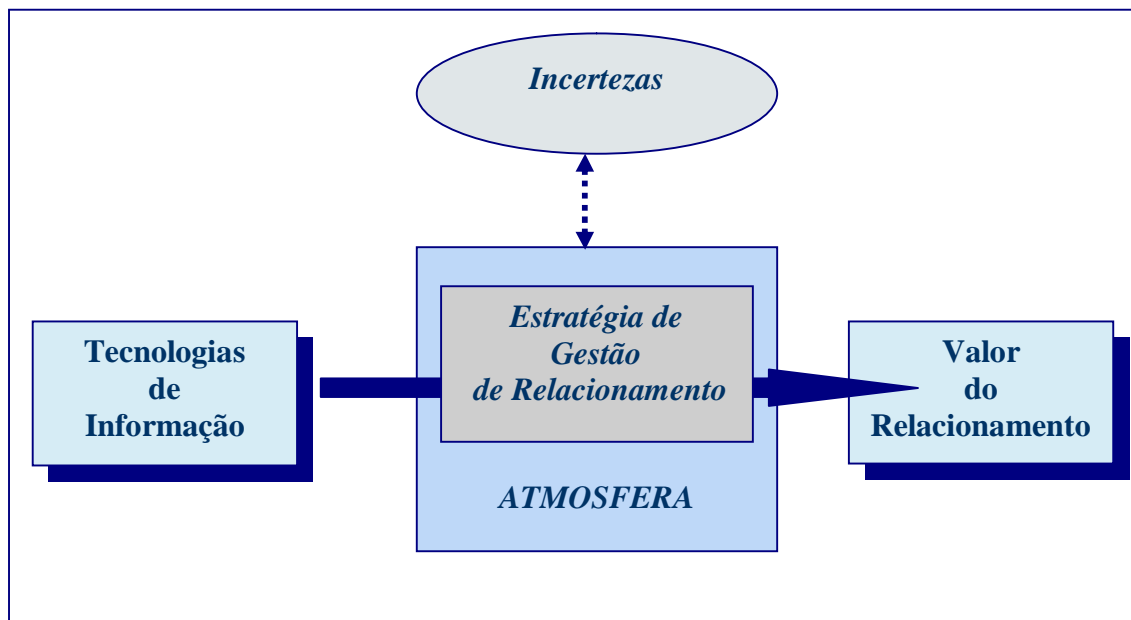 Incertezas
Estratégia de
Gestão
de Relacionamento
Tecnologias
de
Informação
Valor
do
Relacionamento
ATMOSFERA